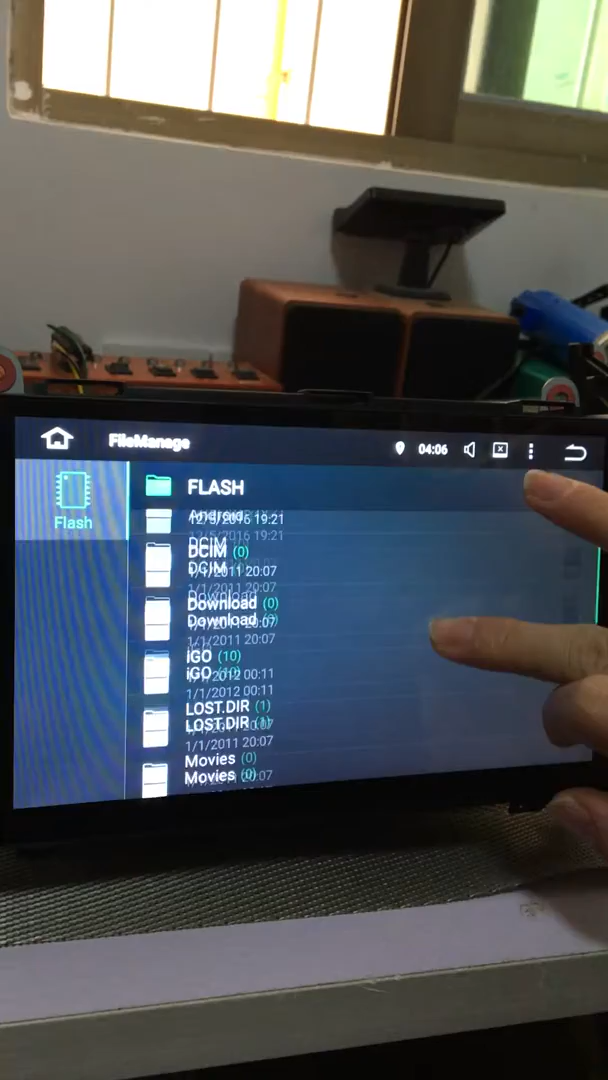 FileManage
04:06
Flash
FLASH
Android
12/5/2016 19:21
DCIM (0)
1/1/2011 20:07
Download (0)
1/1/2011 20:07
iGO (10)
1/1/2012 00:11
LOST.DIR (1)
1/1/2011 20:07
Movies (0)